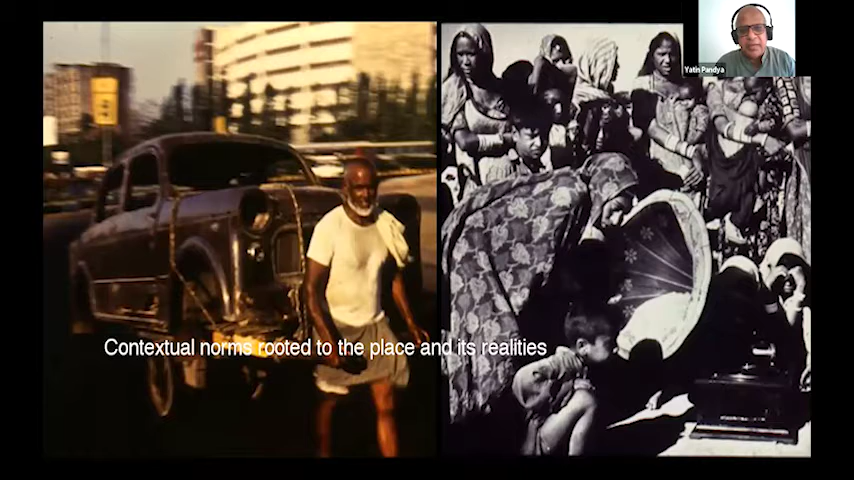 Yatin Pandya
Contextual norms rooted to the place and its realities